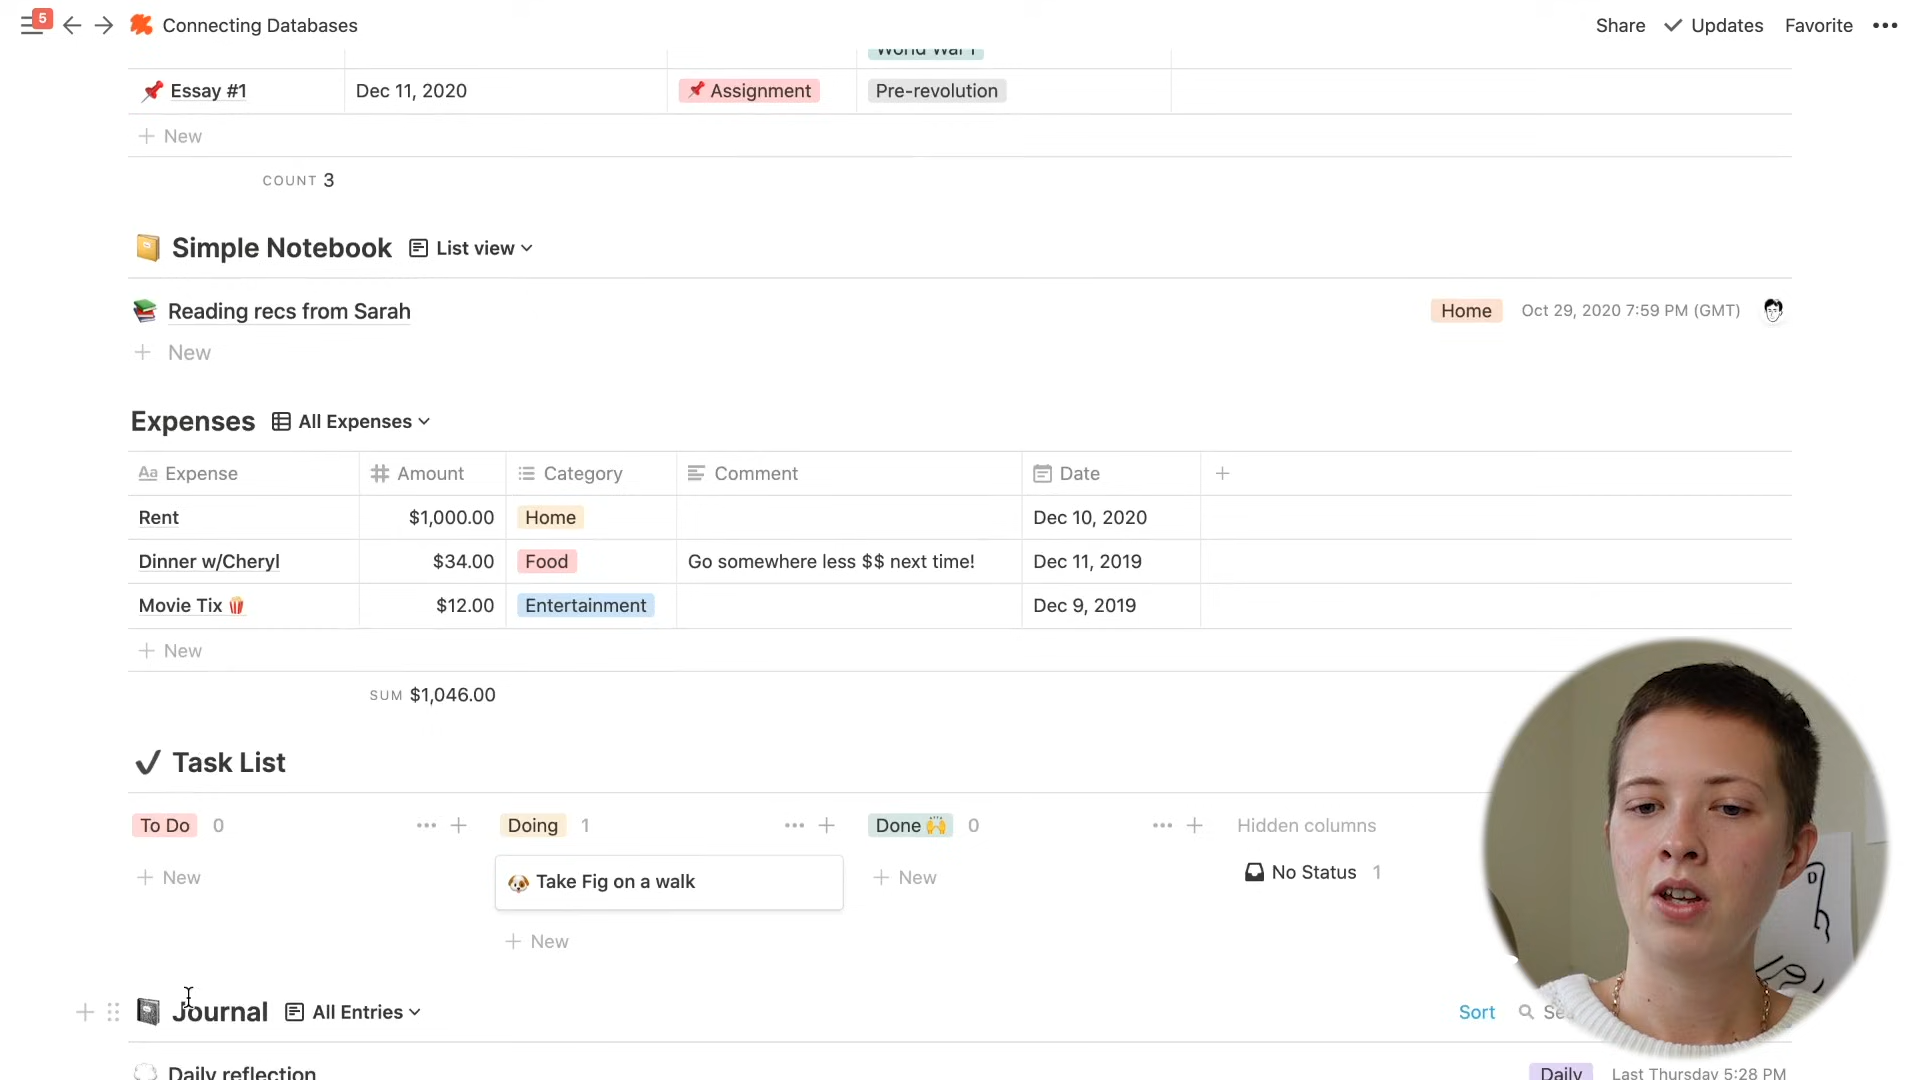 5 Connecting Databases Share Updates Favorite
World War I
Essay #1 Dec 11, 2020 Assignment Pre-revolution
New
COUNT 3
Simple Notebook List view
Reading recs from Sarah Home Oct 29, 2020 7:59 PM (GMT)
New
Expenses All Expenses
Aa Expense Amount Category Comment Date
Rent $1,000.00 Home Dec 10, 2020
Dinner w/Cheryl $34.00 Food Go somewhere less $$ next time! Dec 11, 2019
Movie Tix 🍿 $12.00 Entertainment Dec 9, 2019
New
SUM $1,046.00
Task List
To Do 0 Doing 1 Done 🙌 0 Hidden columns
New 🐶 Take Fig on a walk New No Status 1
New
Journal All Entries Sort
Daily reflection Daily Last Thursday 5:28 PM